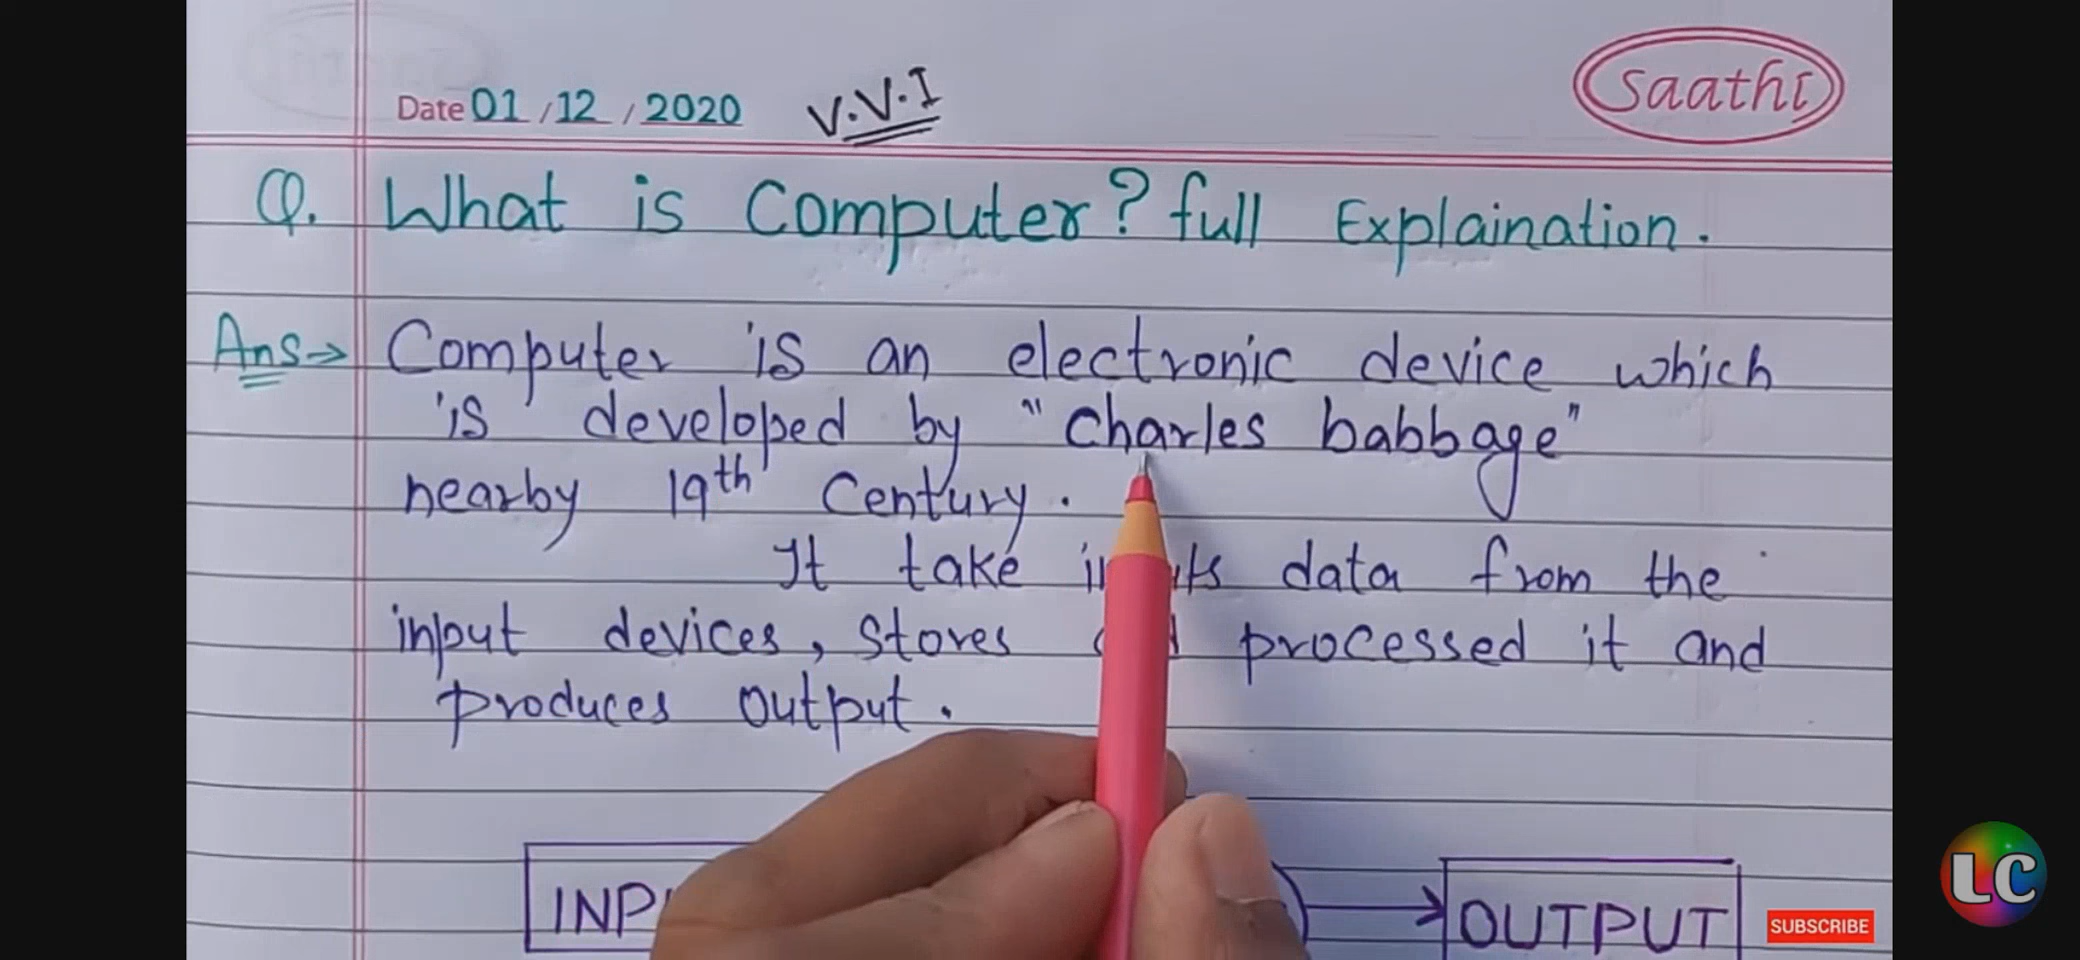 Saathi
Date 01/12/2020 V.V.I
Q. What is Computer? full Explaination.
Ans→ Computer is an electronic device which
is developed by "Charles babbage"
nearby 19th Century.
It take data from the
input devices, stores processed it and
produces output.
OUTPUT
SUBSCRIBE
LC